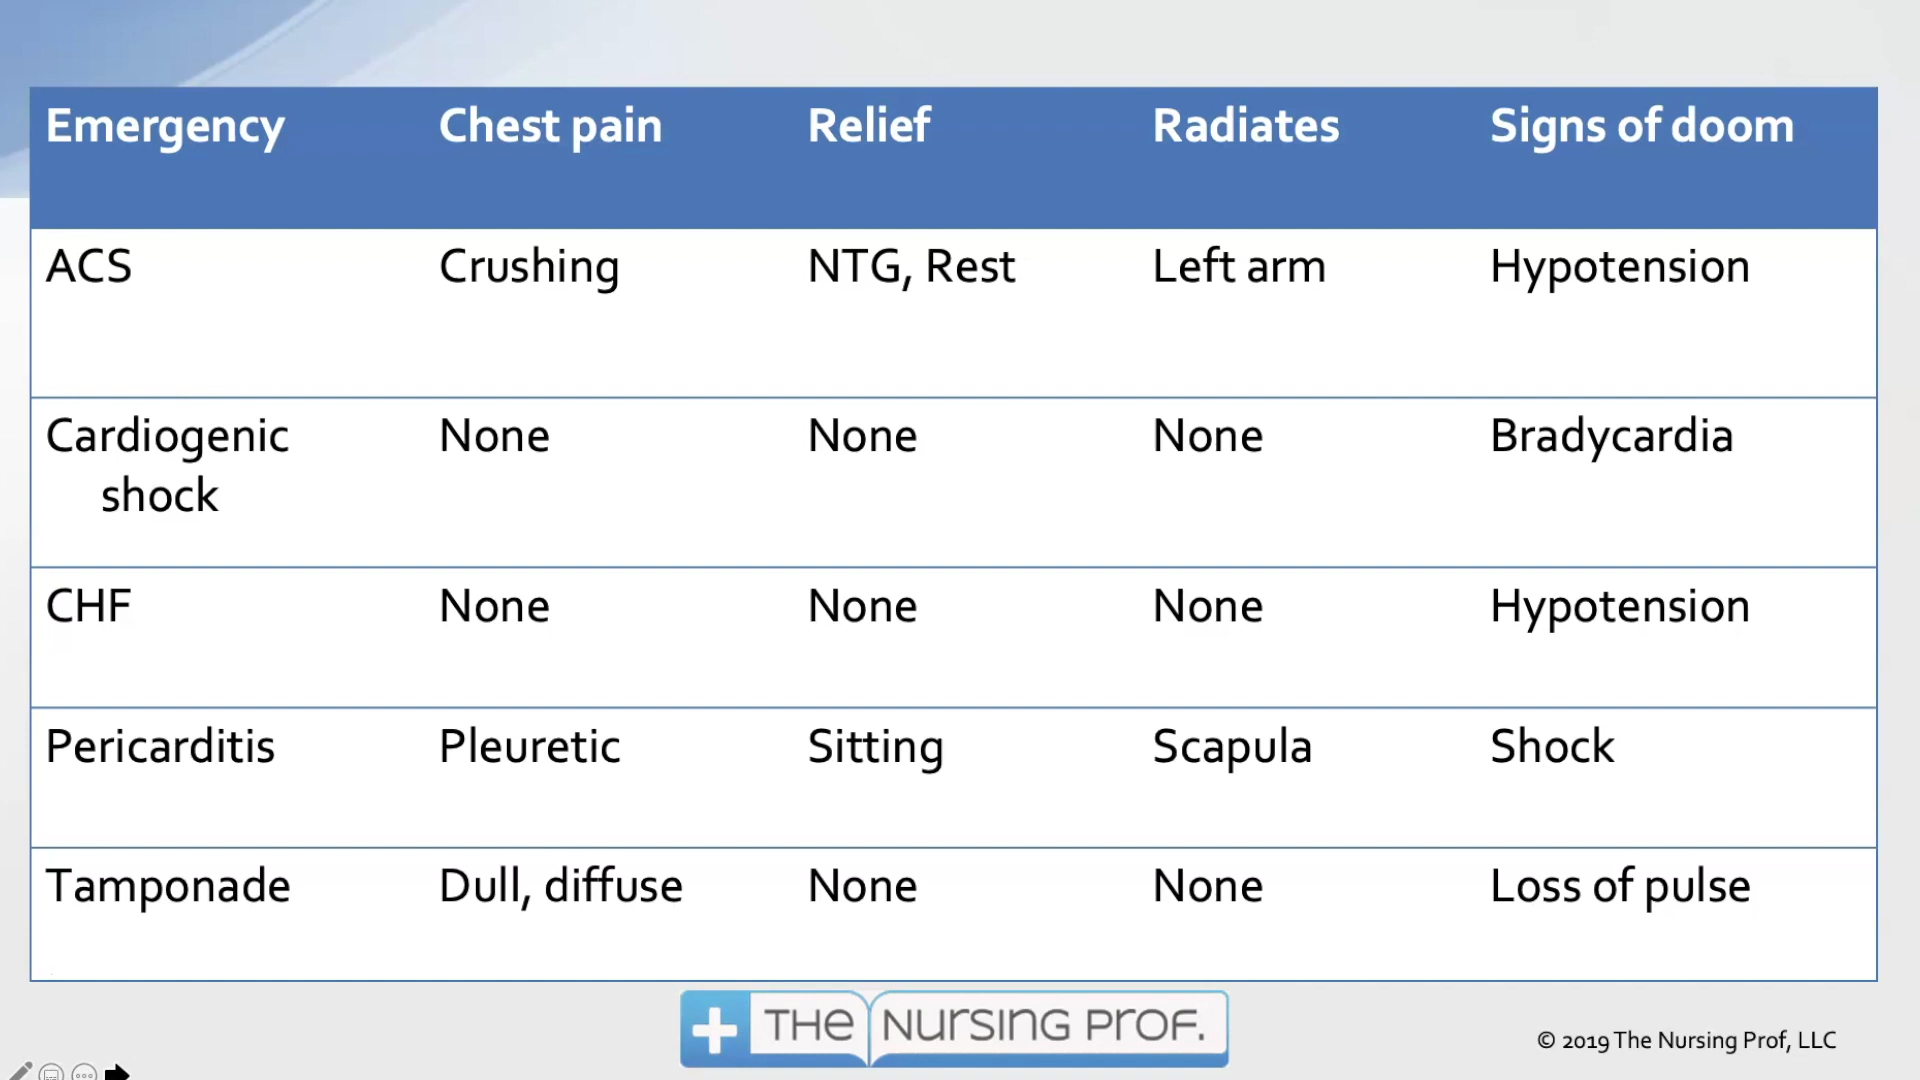 Emergency Chest pain Relief Radiates Signs of doom
ACS Crushing NTG, Rest Left arm Hypotension
Cardiogenic None None None Bradycardia
shock
CHF None None None Hypotension
Pericarditis Pleuretic Sitting Scapula Shock
Tamponade Dull, diffuse None None Loss of pulse
THE NURSING PROF.
© 2019 The Nursing Prof, LLC